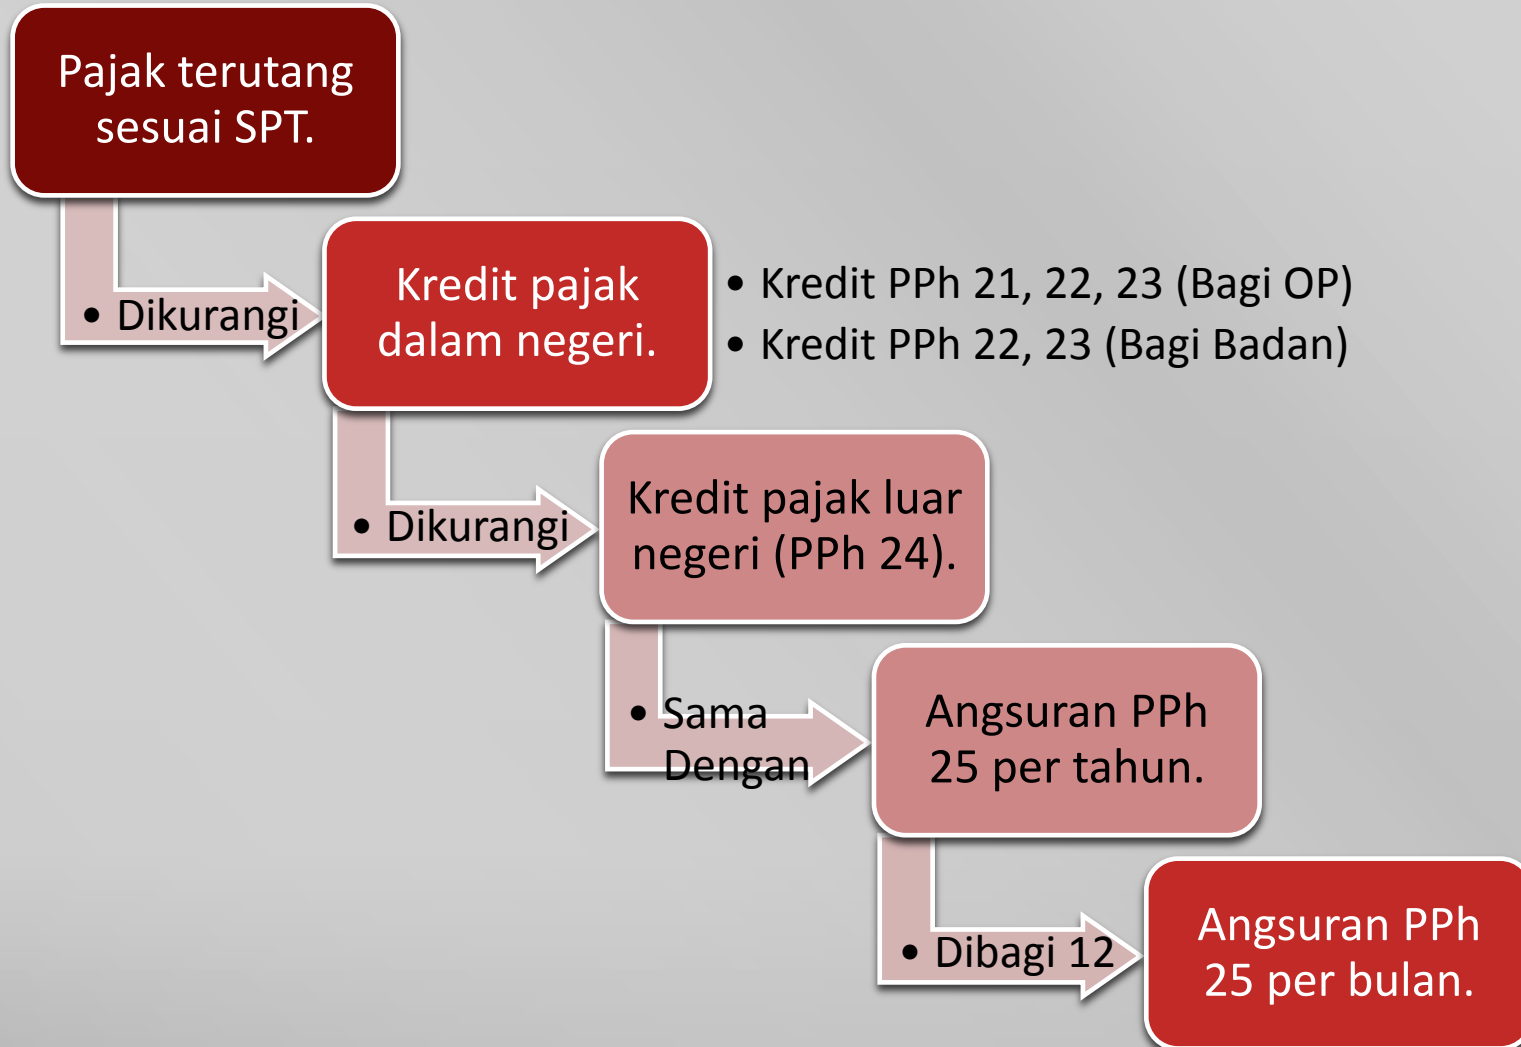 Pajak terutang
sesuai SPT.
• Dikurangi
Kredit pajak
dalam negeri.
• Kredit PPh 21, 22, 23 (Bagi OP)
• Kredit PPh 22, 23 (Bagi Badan)
• Dikurangi
Kredit pajak luar
negeri (PPh 24).
• Sama
Dengan
Angsuran PPh
25 per tahun.
• Dibagi 12
Angsuran PPh
25 per bulan.